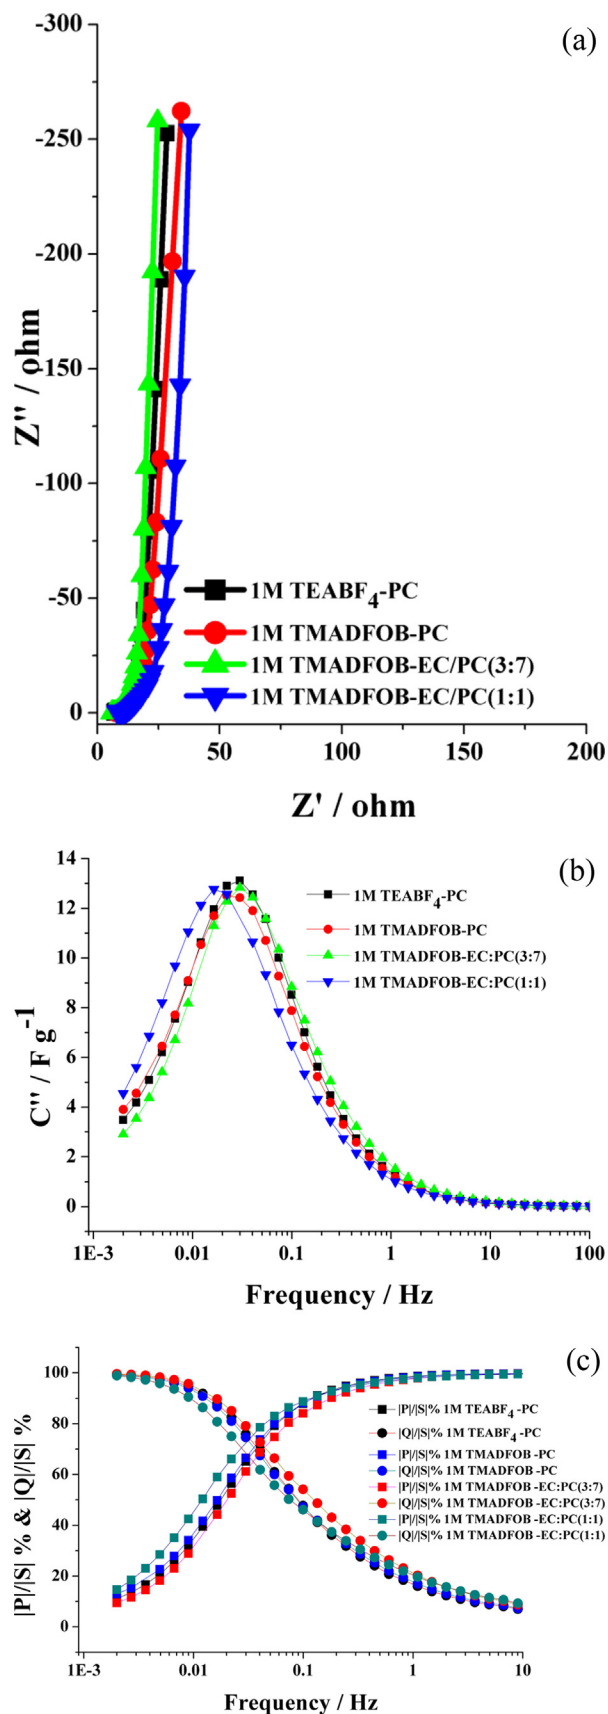 (a)
-300
-250
-200
-150
-100
-50
0
Z'' / ohm
1M TEABF4-PC
1M TMADFOB-PC
1M TMADFOB-EC/PC(3:7)
1M TMADFOB-EC/PC(1:1)
0 50 100 150 200
Z' / ohm
(b)
14
12
10
8
6
4
2
0
C'' / F g-1
1M TEABF4-PC
1M TMADFOB-PC
1M TMADFOB-EC:PC(3:7)
1M TMADFOB-EC:PC(1:1)
1E-3 0.01 0.1 1 10 100
Frequency / Hz
(c)
100
80
60
40
20
0
|P|/|S| % & |Q|/|S| %
|P|/|S|% 1M TEABF4 -PC
|Q|/|S|% 1M TEABF4 -PC
|P|/|S|% 1M TMADFOB -PC
|Q|/|S|% 1M TMADFOB -PC
|P|/|S|% 1M TMADFOB -EC:PC(3:7)
|Q|/|S|% 1M TMADFOB -EC:PC(3:7)
|P|/|S|% 1M TMADFOB -EC:PC(1:1)
|Q|/|S|% 1M TMADFOB -EC:PC(1:1)
1E-3 0.01 0.1 1 10
Frequency / Hz